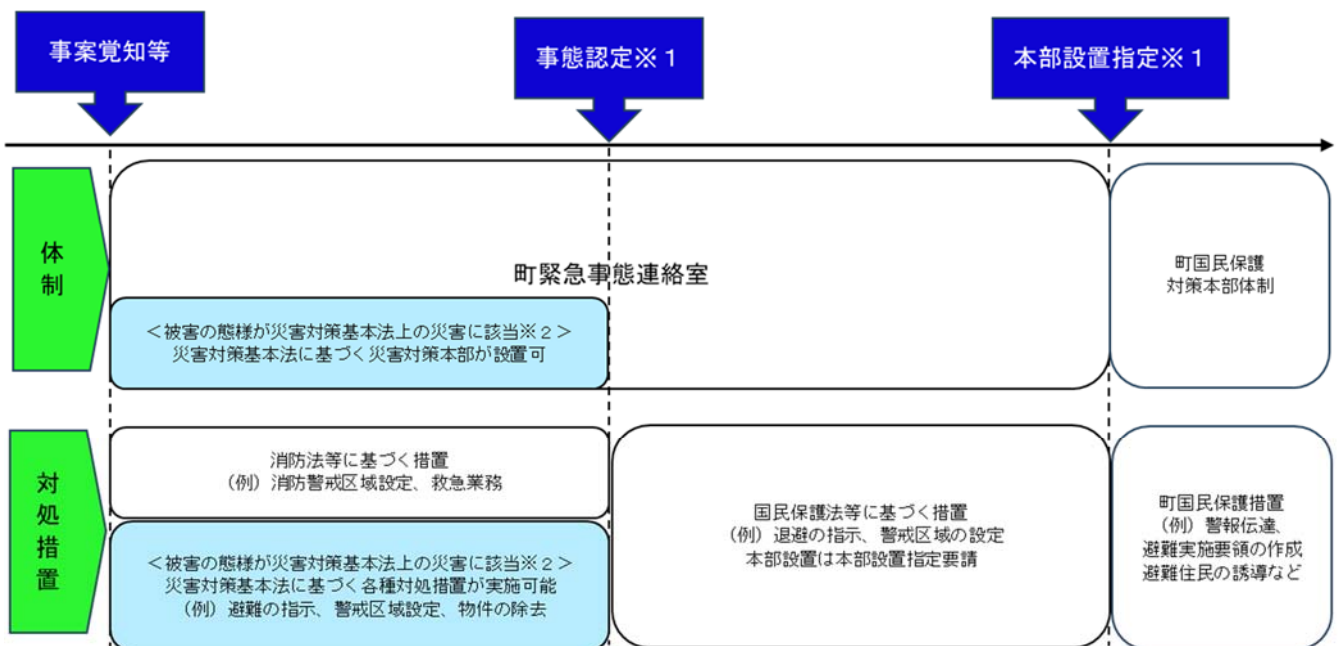 事案覚知等
事態認定※１
本部設置指定※１
体制
町緊急事態連絡室
＜被害の態様が災害対策基本法上の災害に該当※２＞
災害対策基本法に基づく災害対策本部が設置可
町国民保護
対策本部体制
対処措置
消防法等に基づく措置
（例）消防警戒区域設定、救急業務
＜被害の態様が災害対策基本法上の災害に該当※２＞
災害対策基本法に基づく各種対処措置が実施可能
（例）避難の指示、警戒区域設定、物件の除去
国民保護法等に基づく措置
（例）退避の指示、警戒区域の設定
本部設置は本部設置指定要請
町国民保護措置
（例）警報伝達、
避難実施要領の作成
避難住民の誘導など